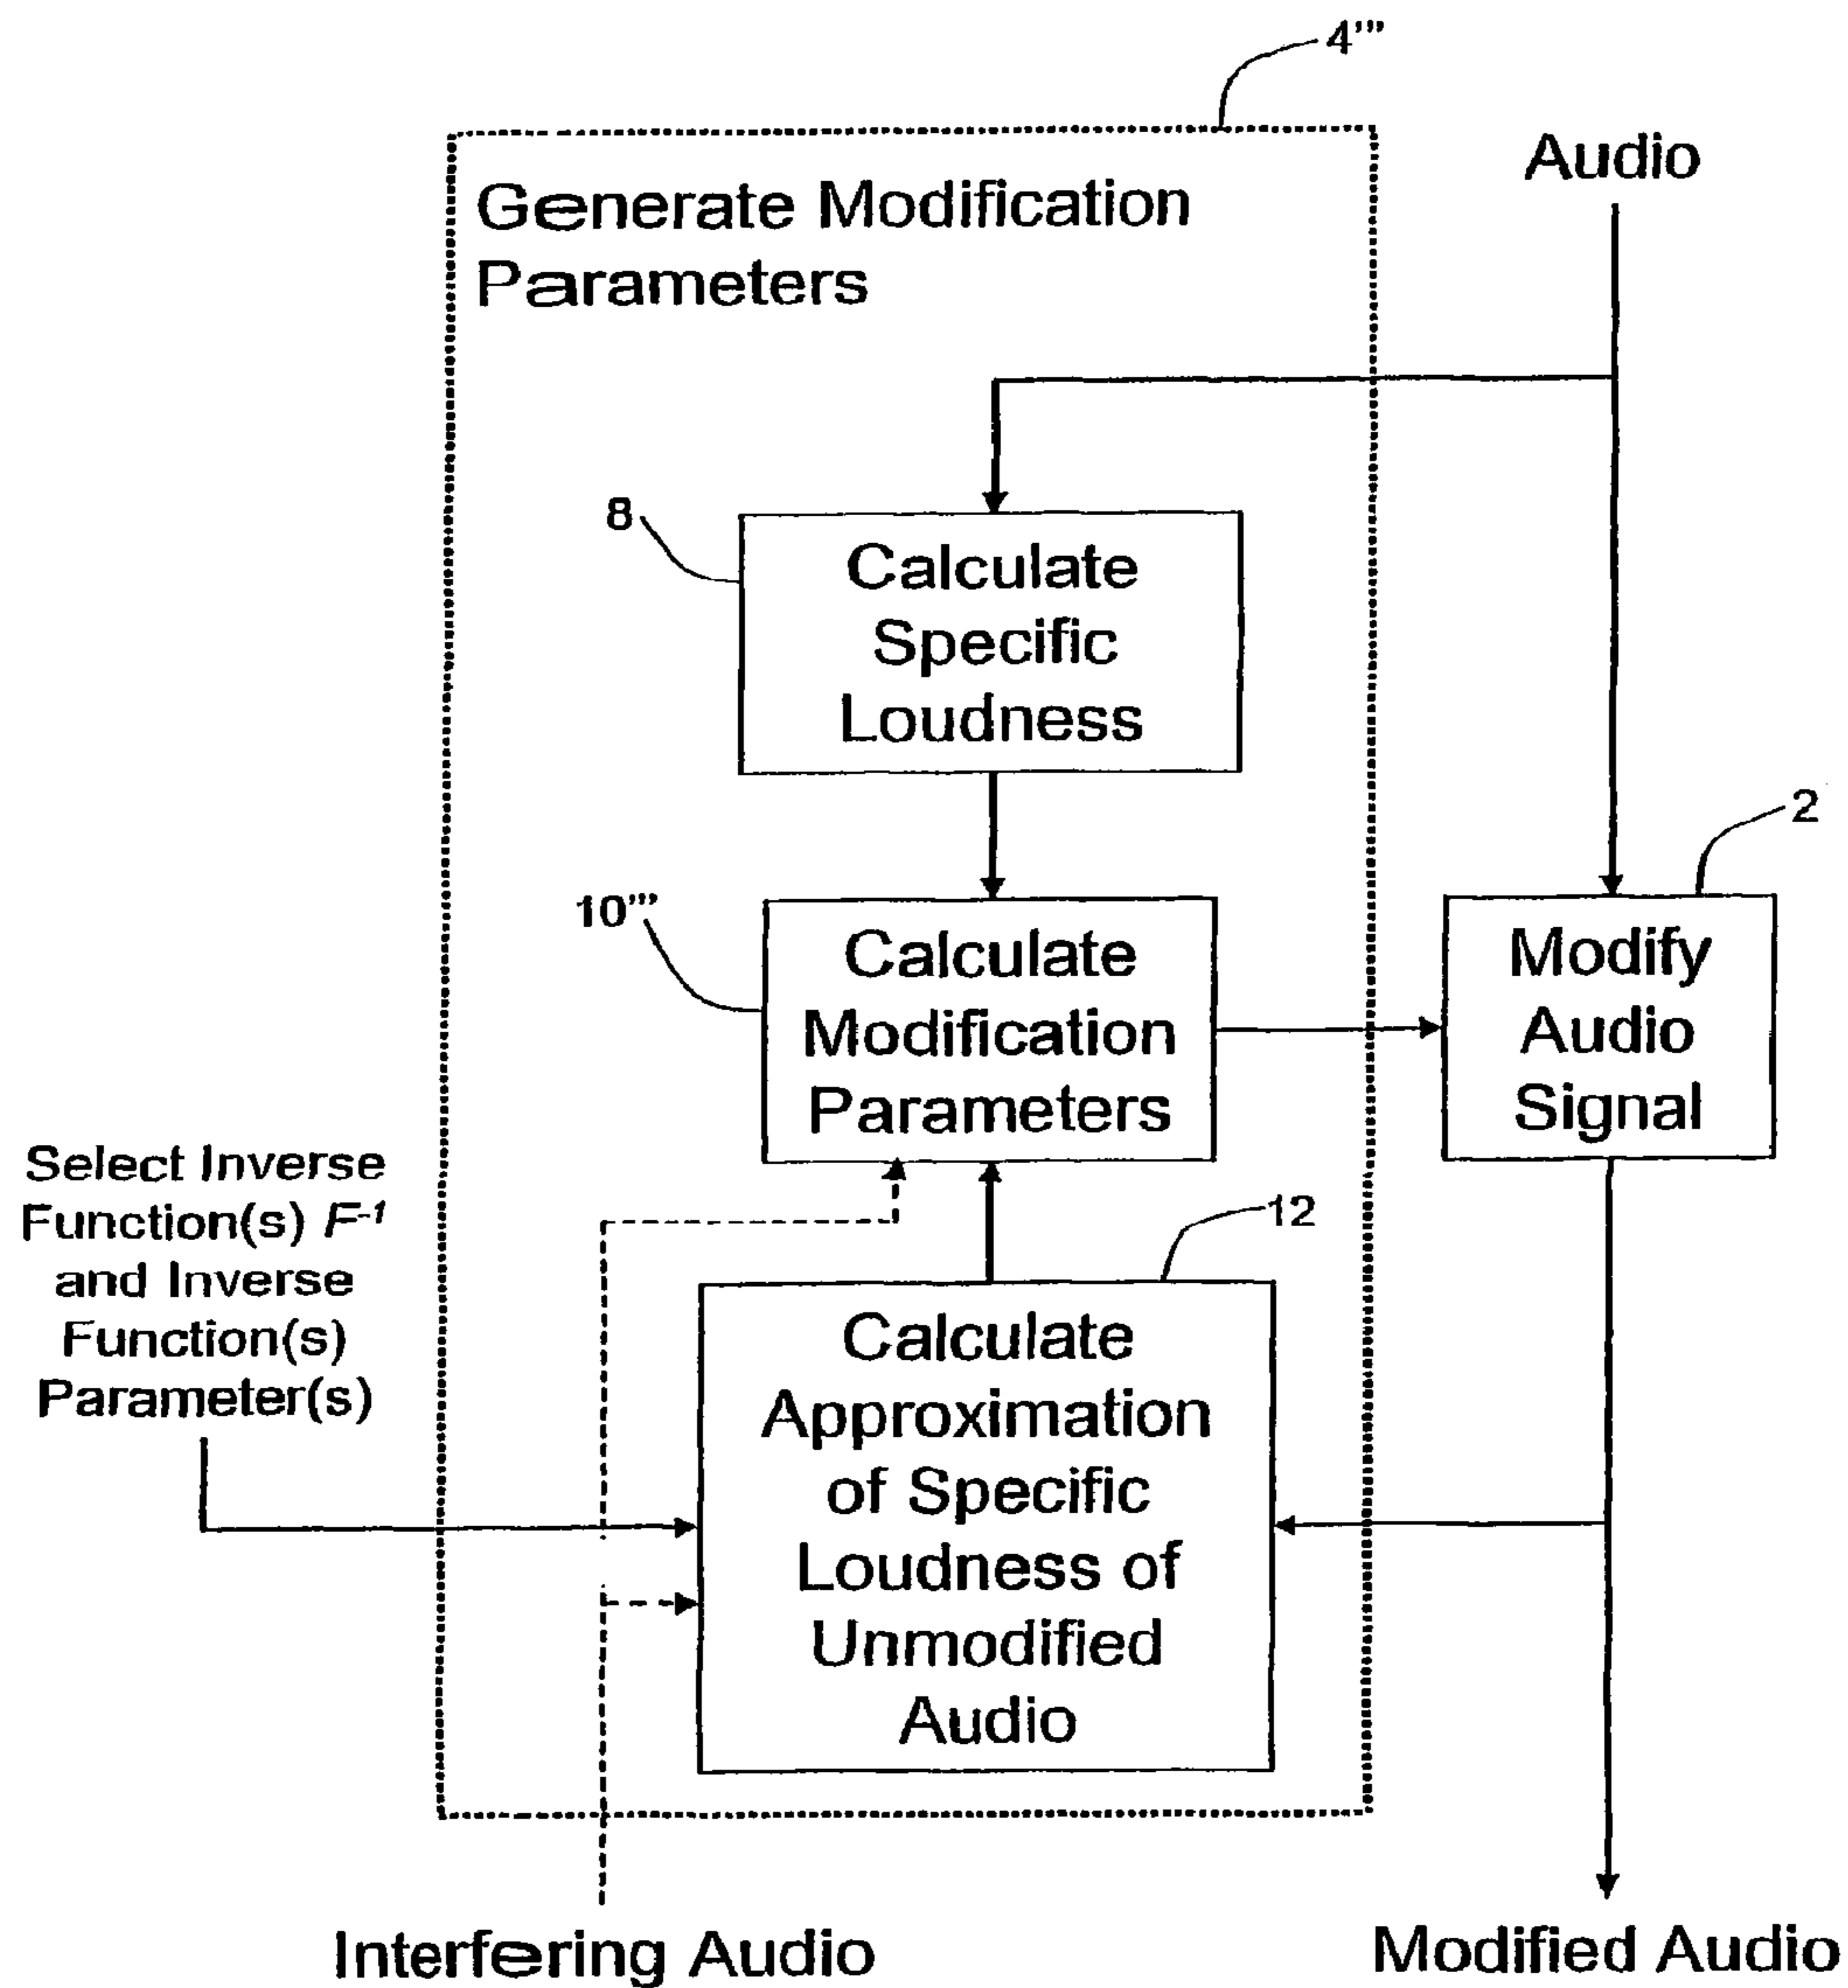 4'''
Audio
Generate Modification
Parameters
8
Calculate
Specific
Loudness
2
10'''
Calculate
Modification
Parameters
Modify
Audio
Signal
Select Inverse
Function(s) F-1
and Inverse
Function(s)
Parameter(s)
12
Calculate
Approximation
of Specific
Loudness of
Unmodified
Audio
Interfering Audio
Modified Audio